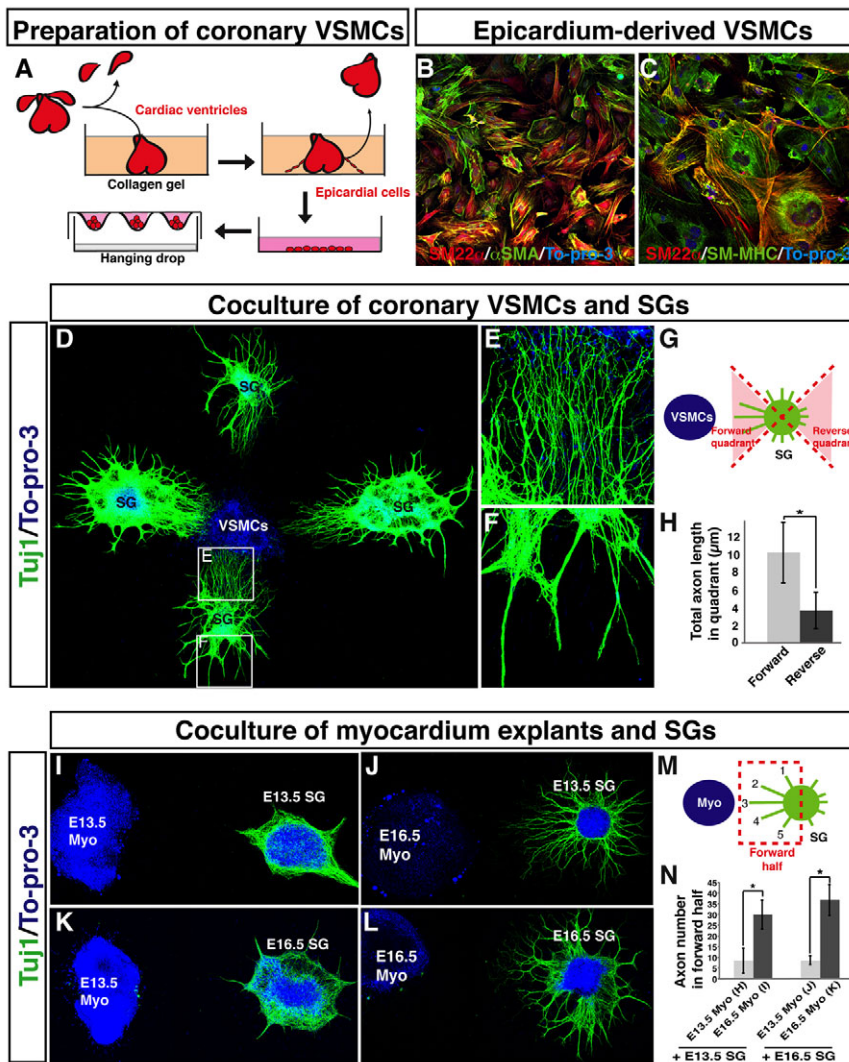 Preparation of coronary VSMCs
Epicardium-derived VSMCs
A
Cardiac ventricles
Collagen gel
Epicardial cells
Hanging drop
B
SM22α/αSMA/To-pro-3
C
SM22α/SM-MHC/To-pro-3
Coculture of coronary VSMCs and SGs
Tuj1/To-pro-3
D
SG
SG
VSMCs
SG
E
SG
F
E
F
G
VSMCs
Forward quadrant
Reverse quadrant
SG
H
Total axon length
in quadrant (μm)
12
10
8
6
4
2
0
*
Forward
Reverse
Coculture of myocardium explants and SGs
Tuj1/To-pro-3
I
E13.5
Myo
E13.5 SG
J
E16.5
Myo
E13.5 SG
K
E13.5
Myo
E16.5 SG
L
E16.5
Myo
E16.5 SG
M
Myo
1
2
3
4
5
SG
Forward
half
N
Axon number
in forward half
45
40
35
30
25
20
15
10
5
0
*
*
E13.5 Myo (H)
E16.5 Myo (I)
E13.5 Myo (J)
E16.5 Myo (K)
+ E13.5 SG
+ E16.5 SG